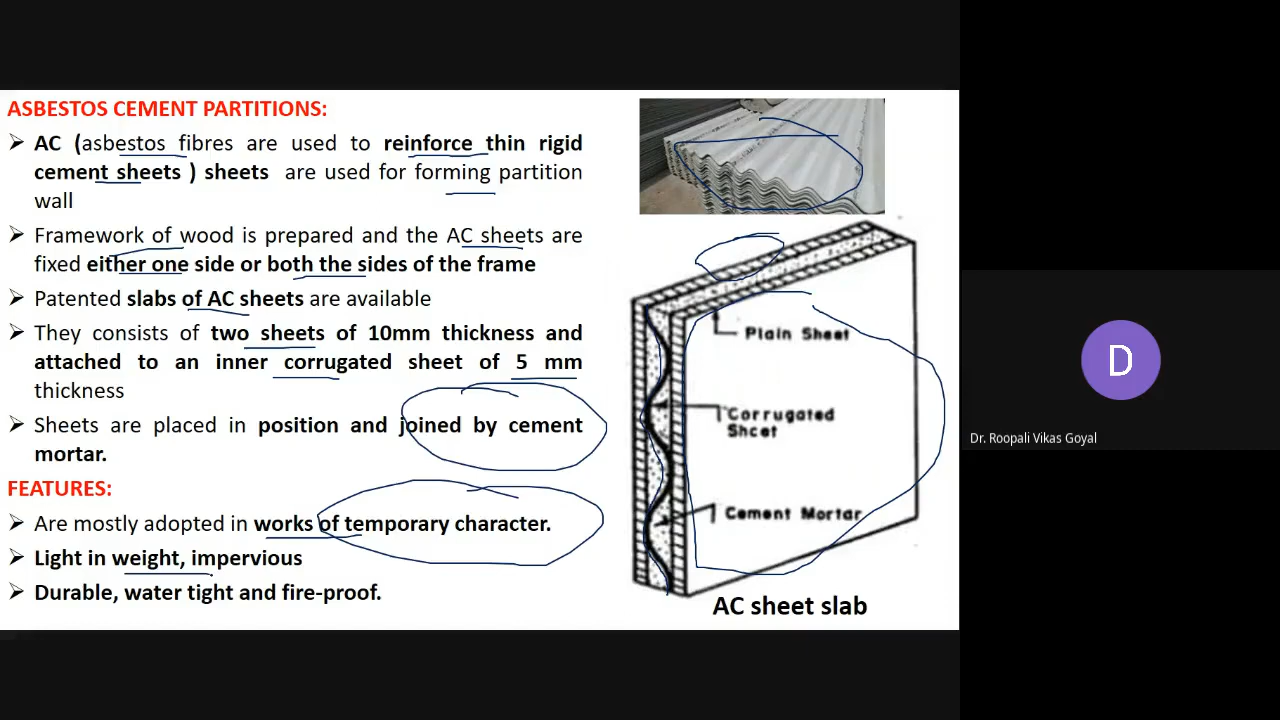 ASBESTOS CEMENT PARTITIONS:
➢ AC (asbestos fibres are used to reinforce thin rigid
cement sheets ) sheets are used for forming partition
wall
➢ Framework of wood is prepared and the AC sheets are
fixed either one side or both the sides of the frame
➢ Patented slabs of AC sheets are available
➢ They consists of two sheets of 10mm thickness and
attached to an inner corrugated sheet of 5 mm
thickness
➢ Sheets are placed in position and joined by cement
mortar.
FEATURES:
➢ Are mostly adopted in works of temporary character.
➢ Light in weight, impervious
➢ Durable, water tight and fire-proof.
Plain Sheet
Corrugated
Sheet
Cement Mortar
AC sheet slab
D
Dr. Roopali Vikas Goyal